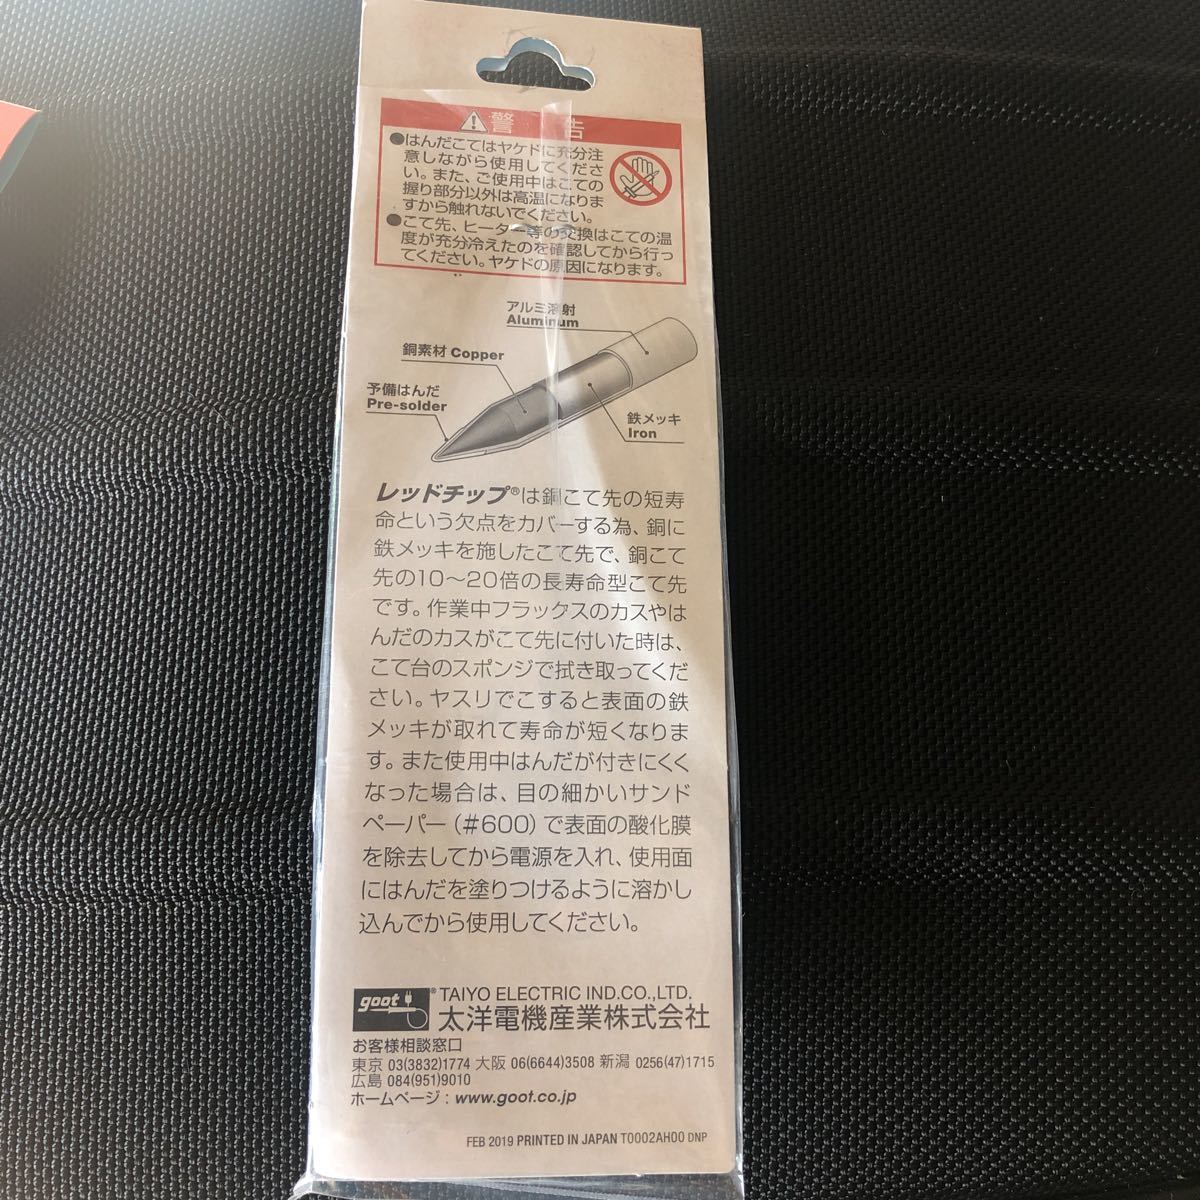 ⚠警告
●はんだこてはヤケドに充分注
意しながら使用してくださ
い。また、ご使用中はこての
握り部分以外は高温になりま
すから触れないでください。
●こて先、ヒーター等の交換はこての温
度が充分冷えたのを確認してから行っ
てください。ヤケドの原因になります。
アルミ溶射
Aluminum
銅素材 Copper
予備はんだ
Pre-solder
鉄メッキ
Iron
レッドチップ®は銅こて先の短寿
命という欠点をカバーする為、銅に
鉄メッキを施したこて先で、銅こて
先の10〜20倍の長寿命型こて先
です。作業中フラックスのカスやは
んだのカスがこて先に付いた時は、
こて台のスポンジで拭き取ってくだ
さい。ヤスリでこすると表面の鉄
メッキが取れて寿命が短くなりま
す。また使用中はんだが付きにくく
なった場合は、目の細かいサンド
ペーパー(#600)で表面の酸化膜
を除去してから電源を入れ、使用面
にはんだを塗りつけるように溶かし
込んでから使用してください。
goot® TAIYO ELECTRIC IND.CO.,LTD.
太洋電機産業株式会社
お客様相談窓口
東京 03(3832)1774 大阪 06(6644)3508 新潟 0256(47)1715
広島 084(951)9010
ホームページ：www.goot.co.jp
FEB 2019 PRINTED IN JAPAN T0002AH00 DNP